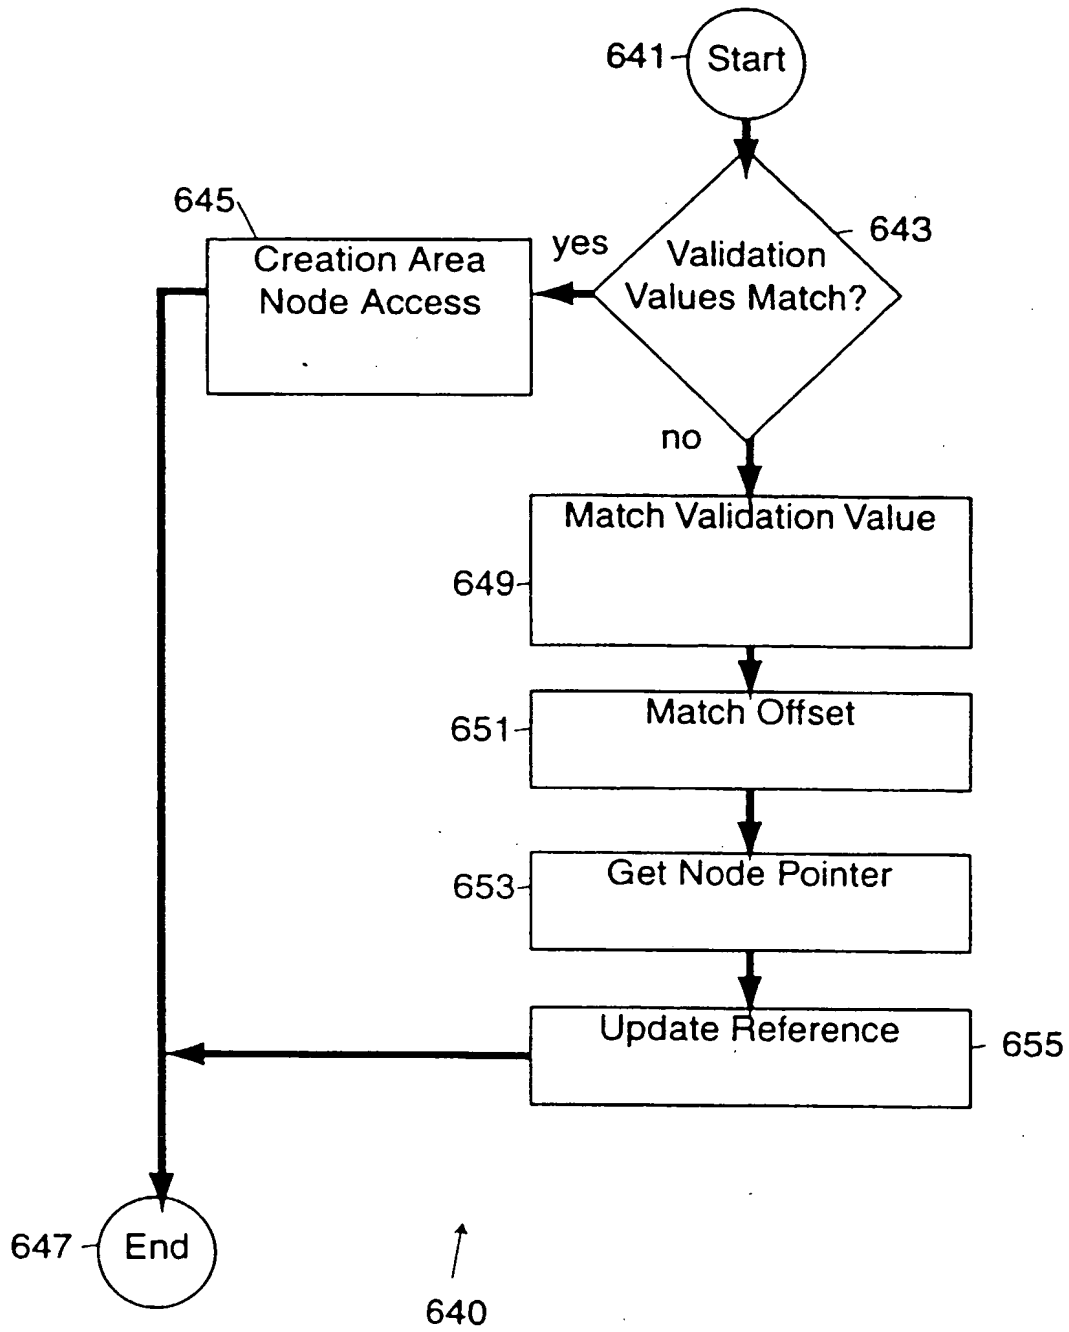 641
Start
645
643
yes
Creation Area
Node Access
Validation
Values Match?
no
Match Validation Value
649
Match Offset
651
Get Node Pointer
653
Update Reference
655
647
End
640